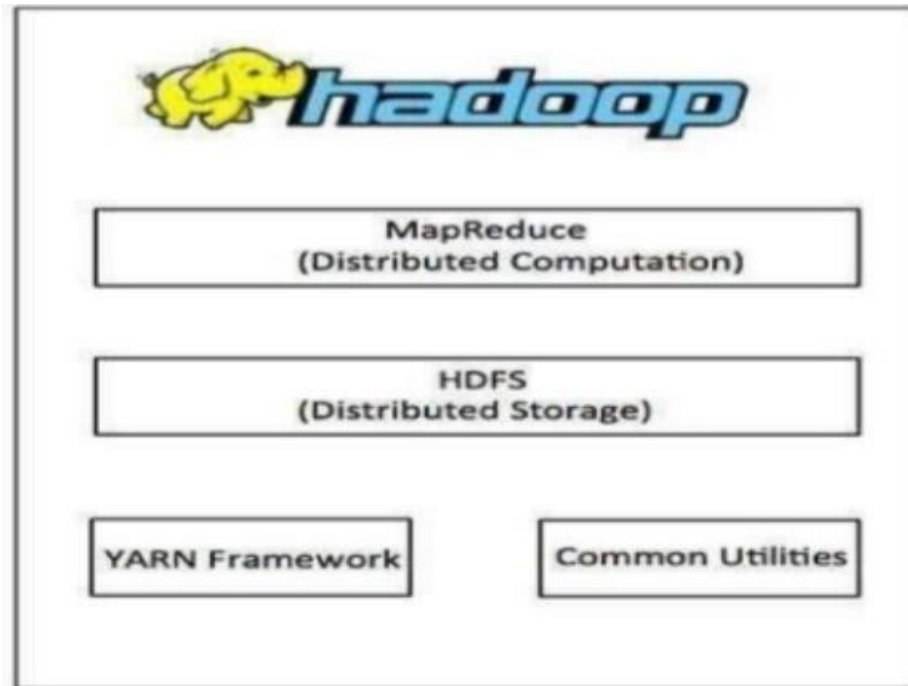 hadoop
MapReduce
(Distributed Computation)
HDFS
(Distributed Storage)
YARN Framework
Common Utilities